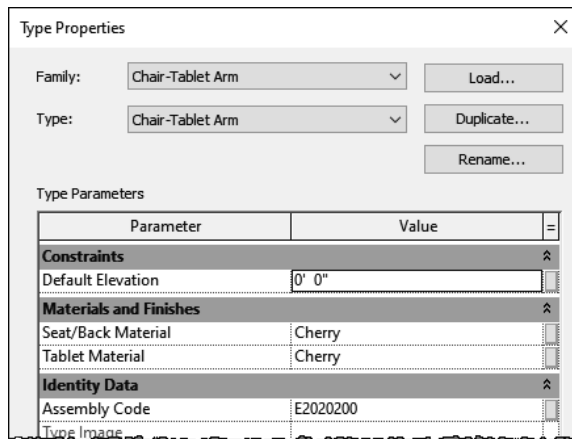 Type Properties
Family: Chair-Tablet Arm Load...
Type: Chair-Tablet Arm Duplicate...
Rename...
Type Parameters
Parameter Value =
Constraints
Default Elevation 0' 0"
Materials and Finishes
Seat/Back Material Cherry
Tablet Material Cherry
Identity Data
Assembly Code E2020200
Type Image